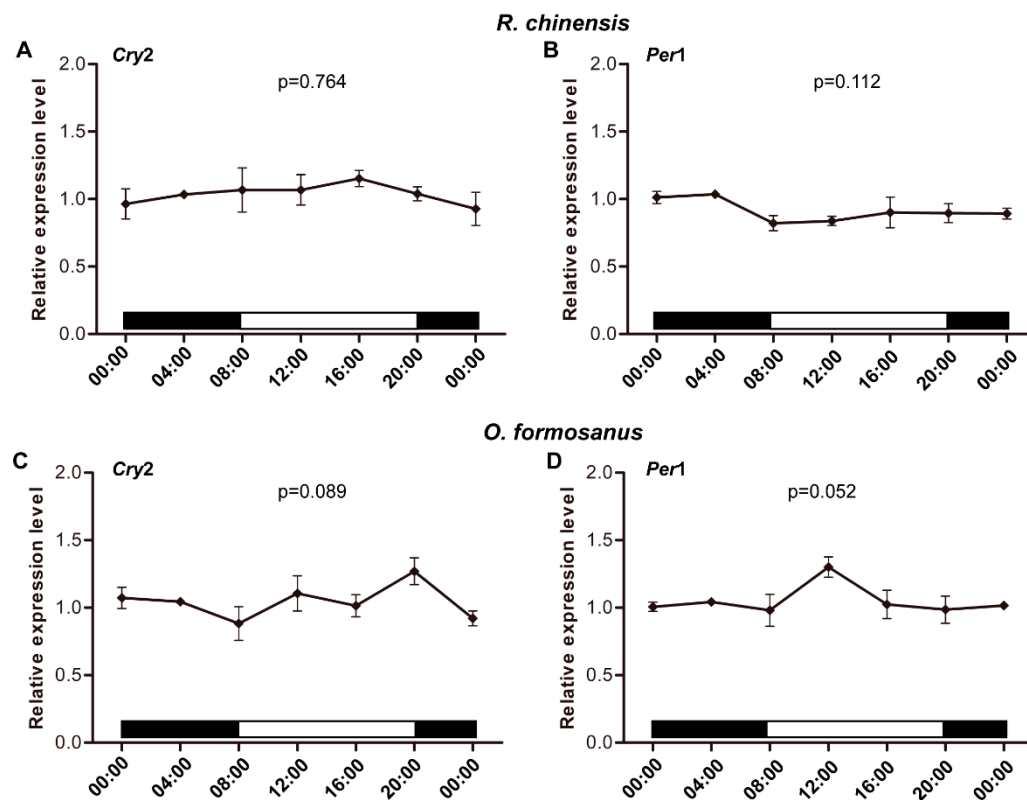 R. chinensis
A
Cry2
p=0.764
Relative expression level
2.0
1.5
1.0
0.5
0.0
00:00
04:00
08:00
12:00
16:00
20:00
00:00
B
Per1
p=0.112
Relative expression level
2.0
1.5
1.0
0.5
0.0
00:00
04:00
08:00
12:00
16:00
20:00
00:00
O. formosanus
C
Cry2
p=0.089
Relative expression level
2.0
1.5
1.0
0.5
0.0
00:00
04:00
08:00
12:00
16:00
20:00
00:00
D
Per1
p=0.052
Relative expression level
2.0
1.5
1.0
0.5
0.0
00:00
04:00
08:00
12:00
16:00
20:00
00:00